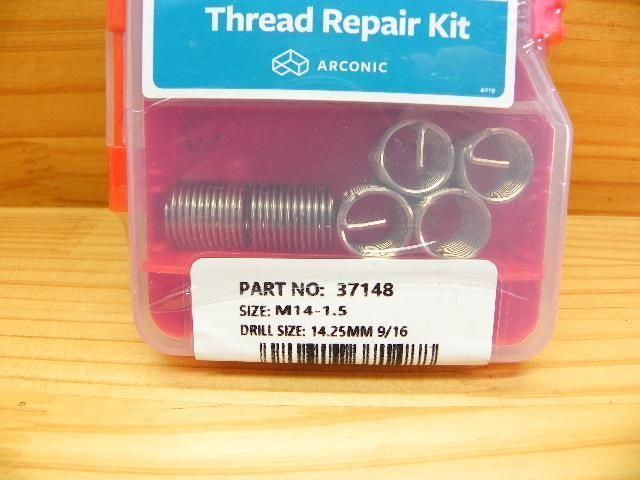 Thread Repair Kit
ARCONIC
4019
PART NO: 37148
SIZE: M14-1.5
DRILL SIZE: 14.25MM 9/16